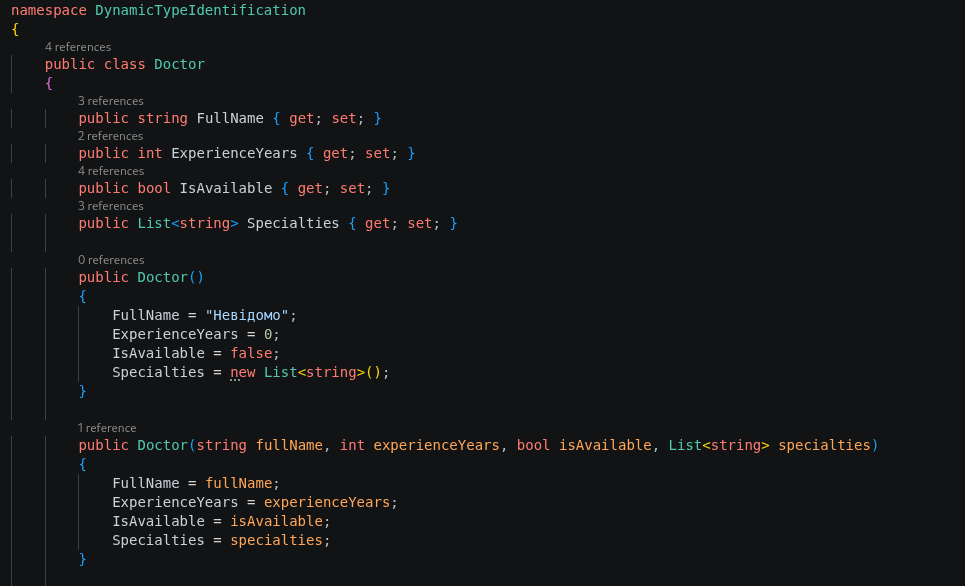 namespace DynamicTypeIdentification
{
4 references
public class Doctor
{
3 references
public string FullName { get; set; }
2 references
public int ExperienceYears { get; set; }
4 references
public bool IsAvailable { get; set; }
3 references
public List<string> Specialties { get; set; }
0 references
public Doctor()
{
FullName = "Невідомо";
ExperienceYears = 0;
IsAvailable = false;
Specialties = new List<string>();
}
1 reference
public Doctor(string fullName, int experienceYears, bool isAvailable, List<string> specialties)
{
FullName = fullName;
ExperienceYears = experienceYears;
IsAvailable = isAvailable;
Specialties = specialties;
}